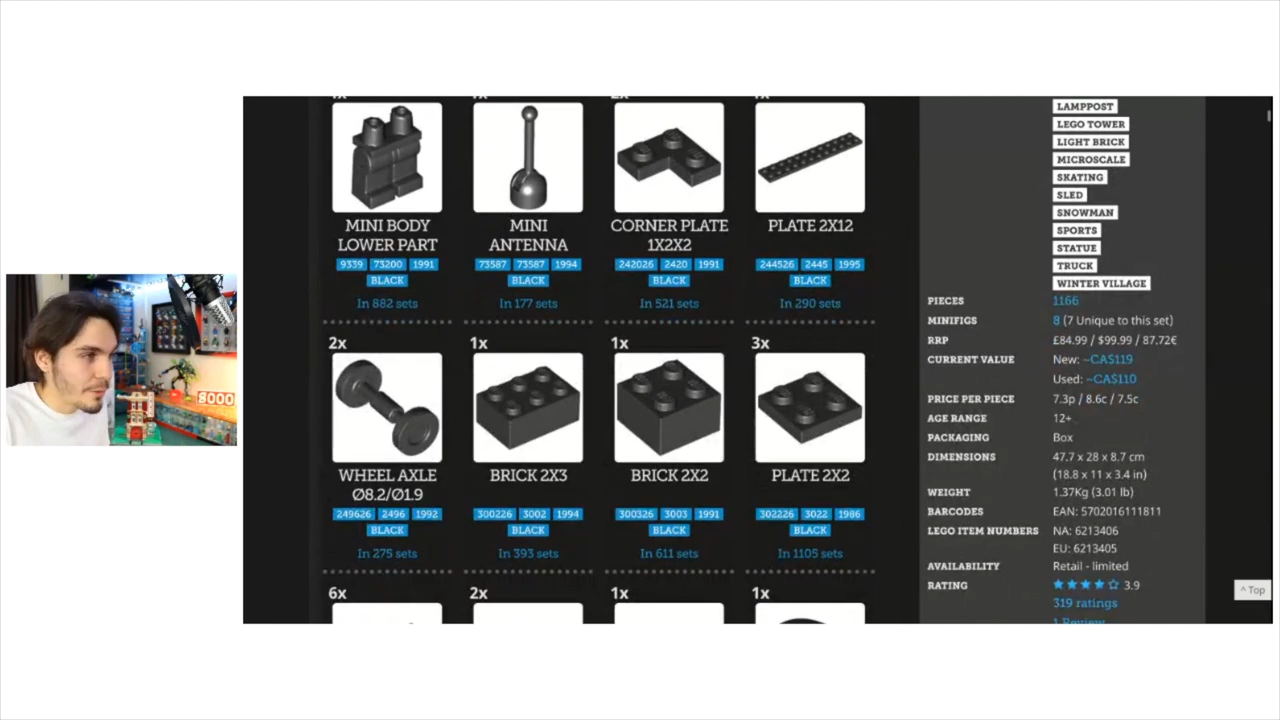 MINI BODY
LOWER PART
9339 73200 1991
BLACK
In 882 sets
MINI
ANTENNA
73587 73587 1994
BLACK
In 177 sets
CORNER PLATE
1X2X2
242026 2420 1991
BLACK
In 521 sets
PLATE 2X12
244526 2445 1995
BLACK
In 290 sets
2x
WHEEL AXLE
Ø8.2/Ø1.9
249626 2496 1992
BLACK
In 275 sets
1x
BRICK 2X3
300226 3002 1994
BLACK
In 393 sets
1x
BRICK 2X2
300326 3003 1991
BLACK
In 611 sets
3x
PLATE 2X2
302226 3022 1986
BLACK
In 1105 sets
6x
2x
1x
1x
LAMPPOST
LEGO TOWER
LIGHT BRICK
MICROSCALE
SKATING
SLED
SNOWMAN
SPORTS
STATUE
TRUCK
WINTER VILLAGE
PIECES 1166
MINIFIGS 8 (7 Unique to this set)
RRP £84.99 / $99.99 / 87.72€
CURRENT VALUE New: ~CA$119
Used: ~CA$110
PRICE PER PIECE 7.3p / 8.6c / 7.5c
AGE RANGE 12+
PACKAGING Box
DIMENSIONS 47.7 x 28 x 8.7 cm
(18.8 x 11 x 3.4 in)
WEIGHT 1.37Kg (3.01 lb)
BARCODES EAN: 5702016111811
LEGO ITEM NUMBERS NA: 6213406
EU: 6213405
AVAILABILITY Retail - limited
RATING 3.9
319 ratings
1 Review
^ Top
8000